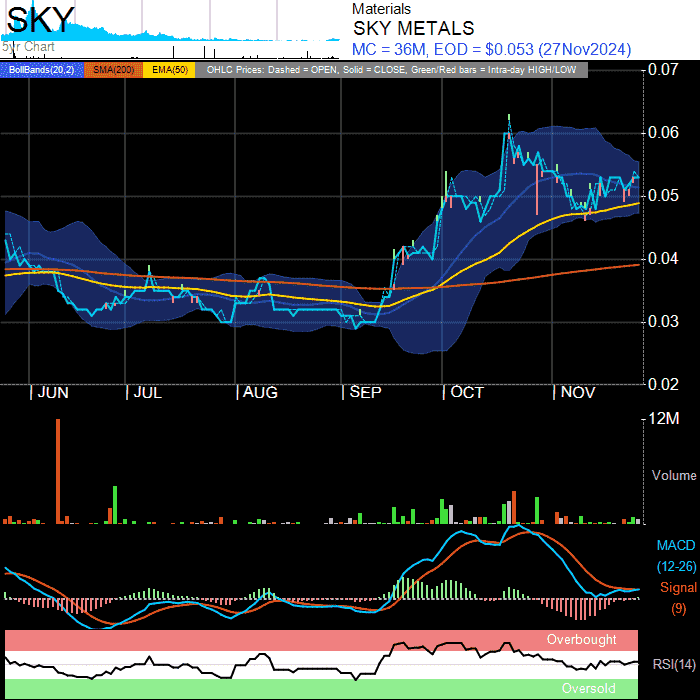 SKY
5yr Chart
Materials
SKY METALS
MC = 36M, EOD = $0.053 (27Nov2024)
BollBands(20,2) SMA(200) EMA(50) OHLC Prices: Dashed = OPEN, Solid = CLOSE, Green/Red bars = Intra-day HIGH/LOW
0.07
0.06
0.05
0.04
0.03
0.02
| JUN | JUL | AUG | SEP | OCT | NOV
12M
Volume
MACD
(12-26)
Signal
(9)
Overbought
RSI(14)
Oversold